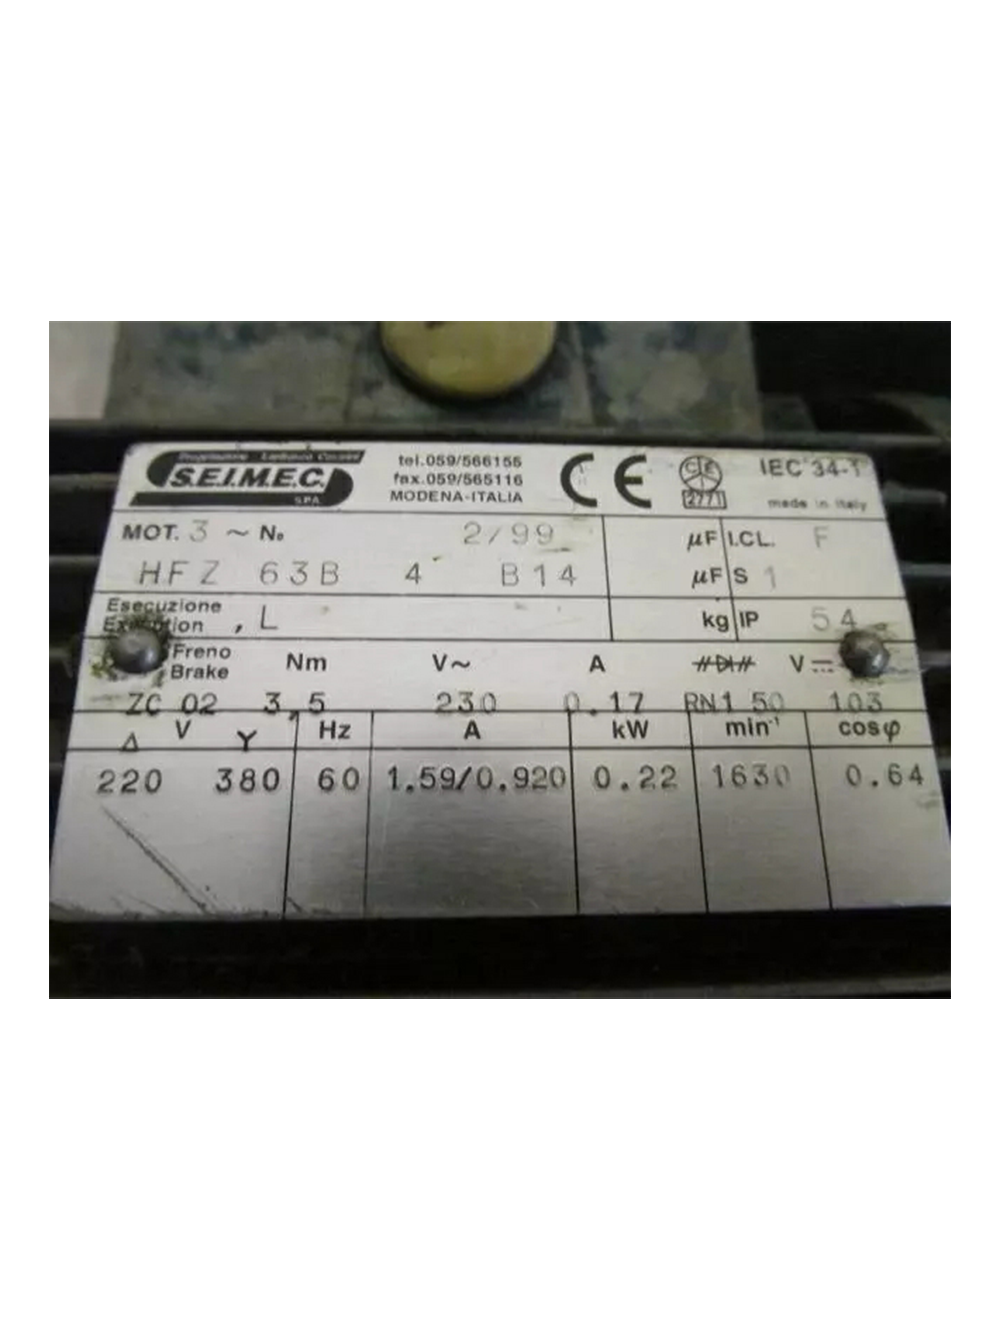 S.E.I.M.E.C.
S.P.A.
tel.059/566155
fax.059/565116
MODENA-ITALIA
CE
2771
IEC 34-1
made in Italy
MOT. 3 ~ No 2/99 µF I.CL. F
HFZ 63B 4 B14 µF S 1
Esecuzione
Execution , L kg IP 54
Freno
Brake Nm V~ A V
ZC 02 3,5 230 0.17 RN1 50 103
Δ V Y Hz A kW min-1 cosφ
220 380 60 1.59/0.920 0.22 1630 0.64